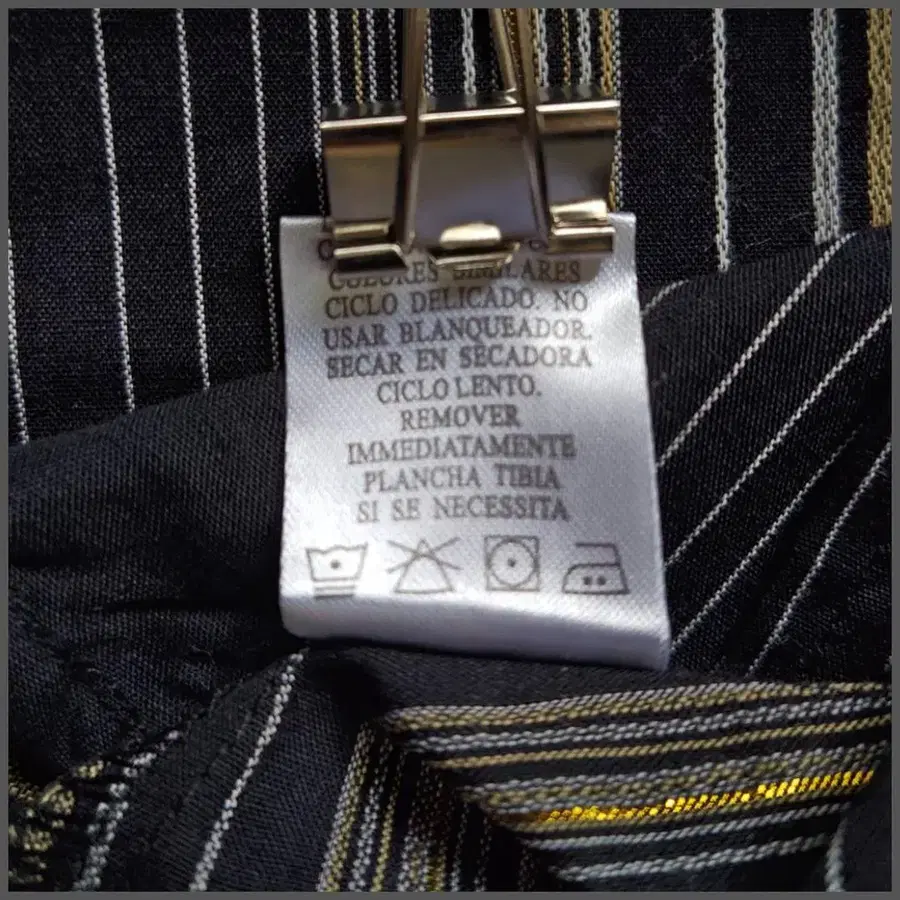 COLORES SIMILARES
CICLO DELICADO. NO
USAR BLANQUEADOR.
SECAR EN SECADORA
CICLO LENTO.
REMOVER
IMMEDIATAMENTE
PLANCHA TIBIA
SI SE NECESSITA